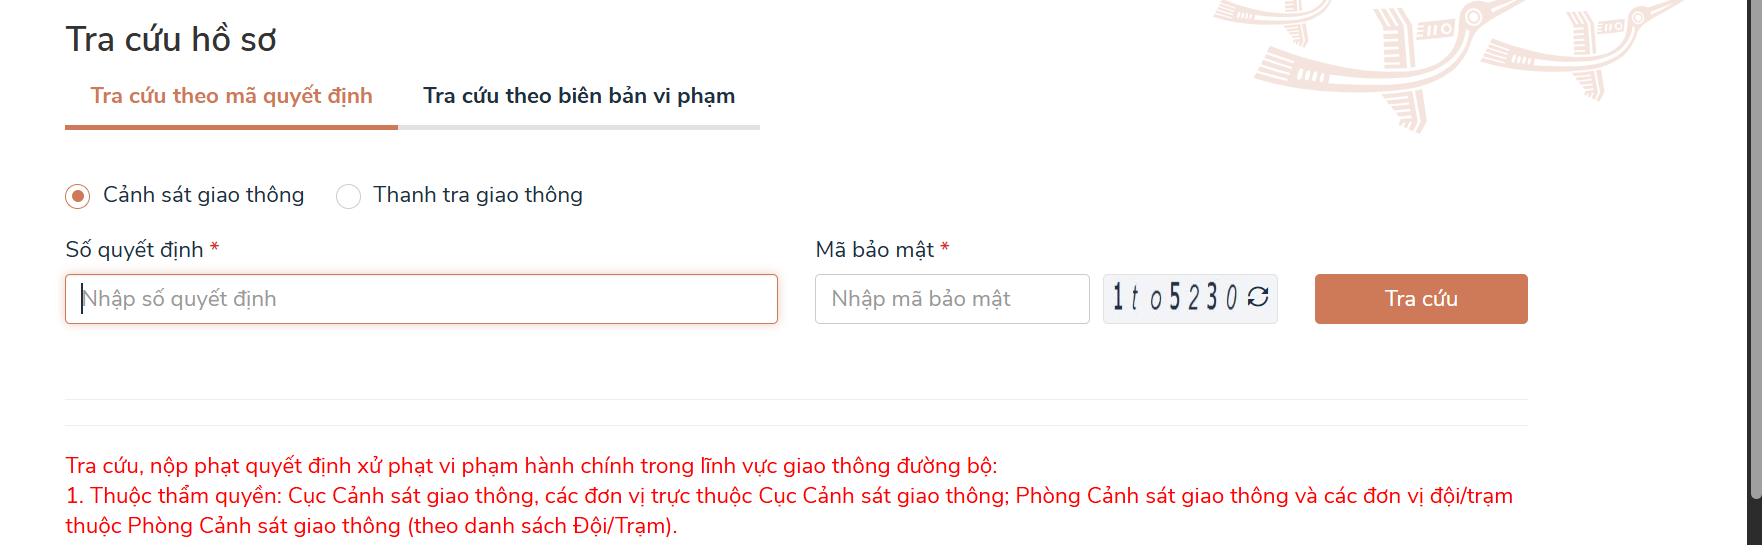 Tra cứu hồ sơ
Tra cứu theo mã quyết định Tra cứu theo biên bản vi phạm
Cảnh sát giao thông Thanh tra giao thông
Số quyết định * Mã bảo mật *
Nhập số quyết định Nhập mã bảo mật 1to5230 Tra cứu
Tra cứu, nộp phạt quyết định xử phạt vi phạm hành chính trong lĩnh vực giao thông đường bộ:
1. Thuộc thẩm quyền: Cục Cảnh sát giao thông, các đơn vị trực thuộc Cục Cảnh sát giao thông; Phòng Cảnh sát giao thông và các đơn vị đội/trạm
thuộc Phòng Cảnh sát giao thông (theo danh sách Đội/Trạm).